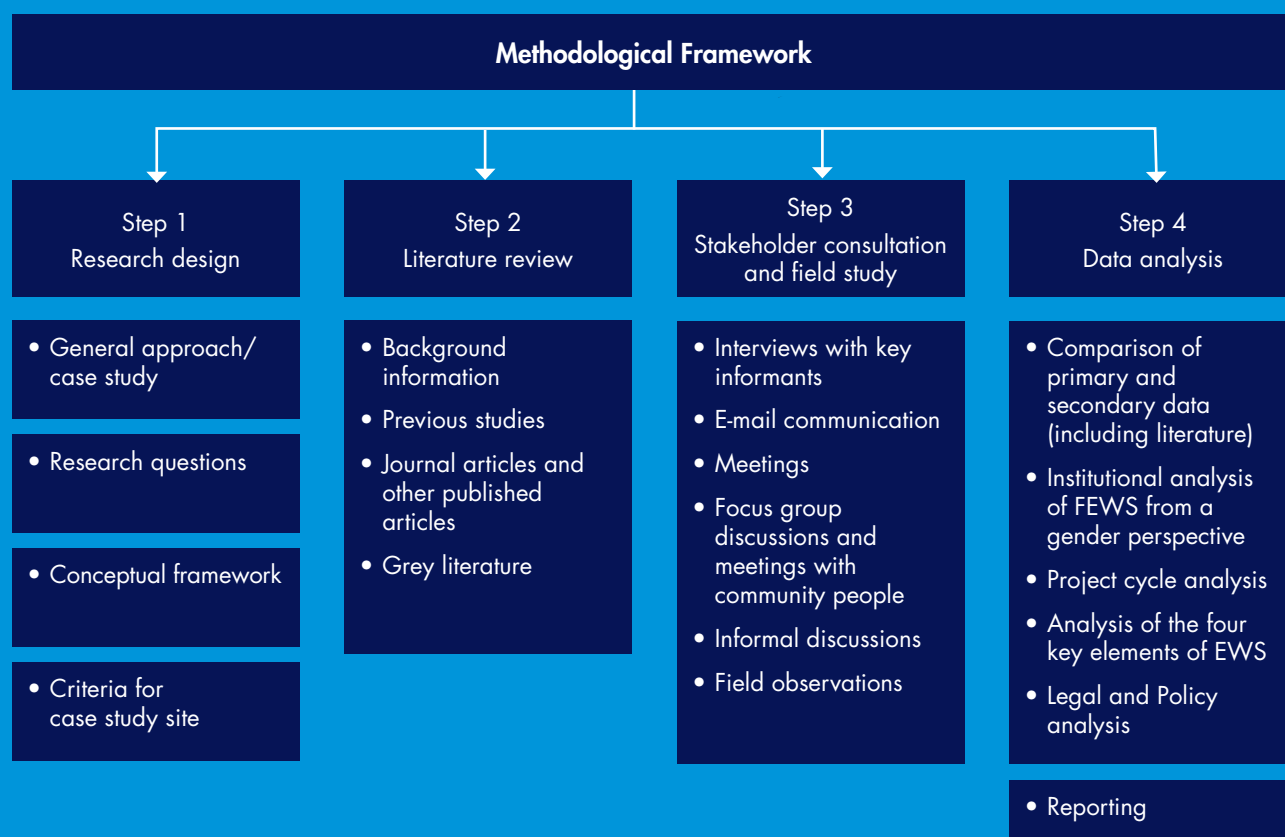 Methodological Framework
Step 1
Research design
• General approach/
case study
• Research questions
• Conceptual framework
• Criteria for
case study site
Step 2
Literature review
• Background
information
• Previous studies
• Journal articles and
other published
articles
• Grey literature
Step 3
Stakeholder consultation
and field study
• Interviews with key
informants
• E-mail communication
• Meetings
• Focus group
discussions and
meetings with
community people
• Informal discussions
• Field observations
Step 4
Data analysis
• Comparison of
primary and
secondary data
(including literature)
• Institutional analysis
of FEWS from a
gender perspective
• Project cycle analysis
• Analysis of the four
key elements of EWS
• Legal and Policy
analysis
• Reporting